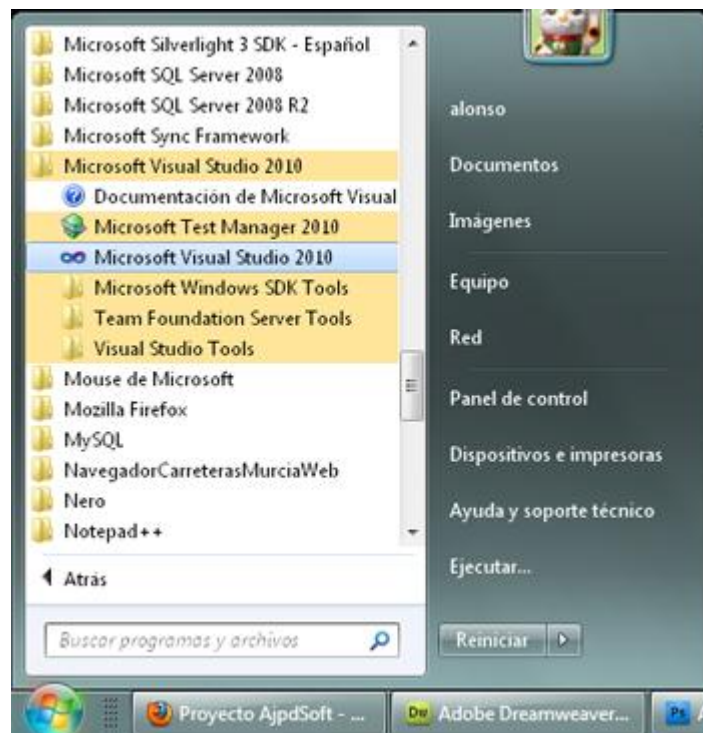 Microsoft Silverlight 3 SDK - Español
Microsoft SQL Server 2008
Microsoft SQL Server 2008 R2
Microsoft Sync Framework
Microsoft Visual Studio 2010
Documentación de Microsoft Visual
Microsoft Test Manager 2010
Microsoft Visual Studio 2010
Microsoft Windows SDK Tools
Team Foundation Server Tools
Visual Studio Tools
Mouse de Microsoft
Mozilla Firefox
MySQL
NavegadorCarreterasMurciaWeb
Nero
Notepad++
Atrás
Buscar programas y archivos
alonso
Documentos
Imágenes
Equipo
Red
Panel de control
Dispositivos e impresoras
Ayuda y soporte técnico
Ejecutar...
Reiniciar
Proyecto AjpdSoft - ...
Dw Adobe Dreamweaver...
Ps A